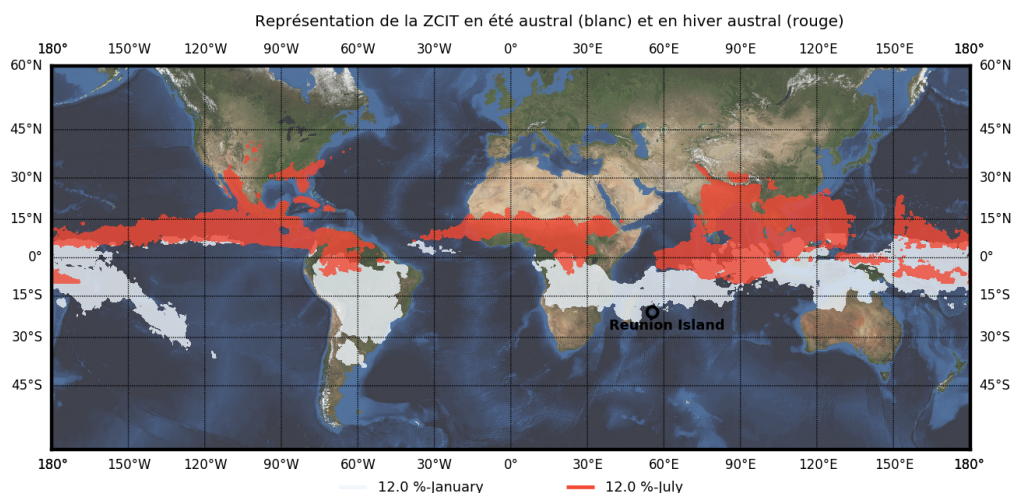 Représentation de la ZCIT en été austral (blanc) et en hiver austral (rouge)
180° 150°W 120°W 90°W 60°W 30°W 0° 30°E 60°E 90°E 120°E 150°E 180°
60°N 60°N
45°N 45°N
30°N 30°N
15°N 15°N
0° 0°
15°S 15°S
Reunion Island
30°S 30°S
45°S 45°S
180° 150°W 120°W 90°W 60°W 30°W 0° 30°E 60°E 90°E 120°E 150°E 180°
12.0 %-January 12.0 %-July